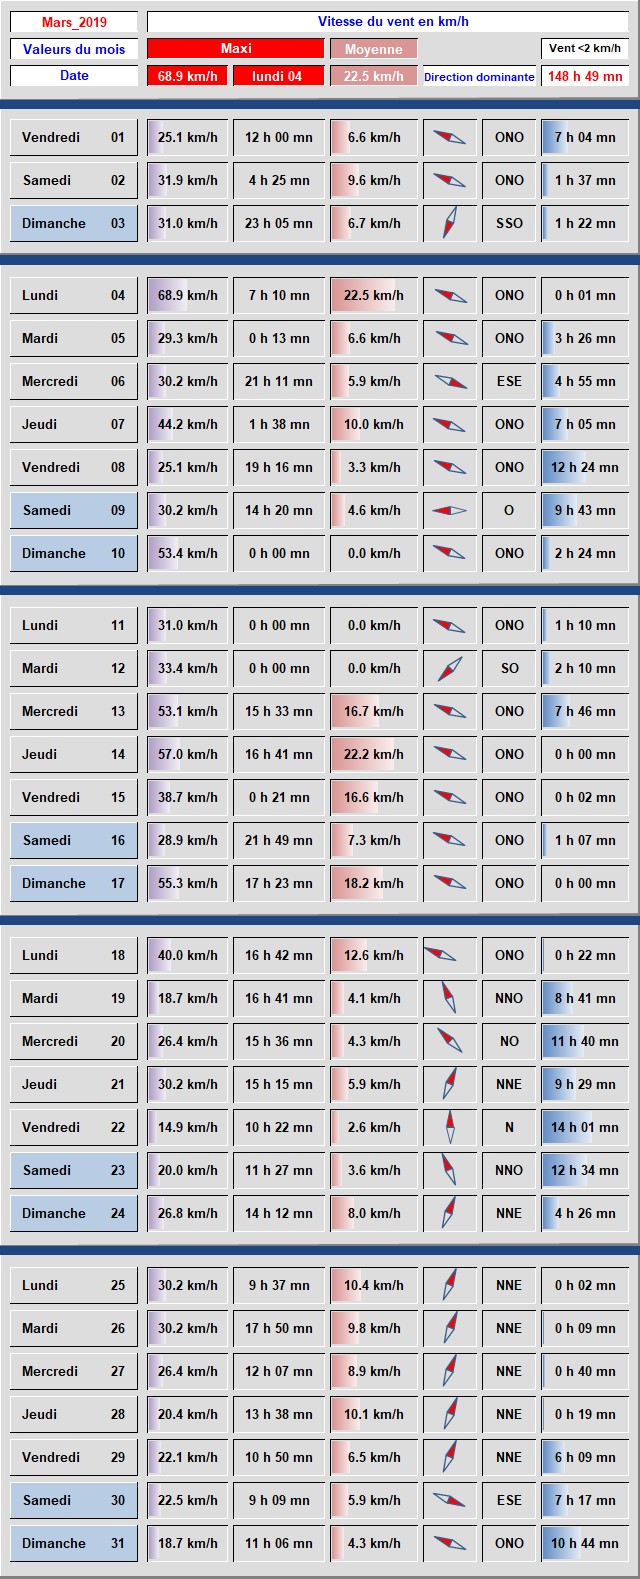 Mars_2019 Vitesse du vent en km/h
Valeurs du mois Maxi Moyenne Vent <2 km/h
Date 68.9 km/h lundi 04 22.5 km/h Direction dominante 148 h 49 mn
Vendredi 01 25.1 km/h 12 h 00 mn 6.6 km/h ONO 7 h 04 mn
Samedi 02 31.9 km/h 4 h 25 mn 9.6 km/h ONO 1 h 37 mn
Dimanche 03 31.0 km/h 23 h 05 mn 6.7 km/h SSO 1 h 22 mn
Lundi 04 68.9 km/h 7 h 10 mn 22.5 km/h ONO 0 h 01 mn
Mardi 05 29.3 km/h 0 h 13 mn 6.6 km/h ONO 3 h 26 mn
Mercredi 06 30.2 km/h 21 h 11 mn 5.9 km/h ESE 4 h 55 mn
Jeudi 07 44.2 km/h 1 h 38 mn 10.0 km/h ONO 7 h 05 mn
Vendredi 08 25.1 km/h 19 h 16 mn 3.3 km/h ONO 12 h 24 mn
Samedi 09 30.2 km/h 14 h 20 mn 4.6 km/h O 9 h 43 mn
Dimanche 10 53.4 km/h 0 h 00 mn 0.0 km/h ONO 2 h 24 mn
Lundi 11 31.0 km/h 0 h 00 mn 0.0 km/h ONO 1 h 10 mn
Mardi 12 33.4 km/h 0 h 00 mn 0.0 km/h SO 2 h 10 mn
Mercredi 13 53.1 km/h 15 h 33 mn 16.7 km/h ONO 7 h 46 mn
Jeudi 14 57.0 km/h 16 h 41 mn 22.2 km/h ONO 0 h 00 mn
Vendredi 15 38.7 km/h 0 h 21 mn 16.6 km/h ONO 0 h 02 mn
Samedi 16 28.9 km/h 21 h 49 mn 7.3 km/h ONO 1 h 07 mn
Dimanche 17 55.3 km/h 17 h 23 mn 18.2 km/h ONO 0 h 00 mn
Lundi 18 40.0 km/h 16 h 42 mn 12.6 km/h ONO 0 h 22 mn
Mardi 19 18.7 km/h 16 h 41 mn 4.1 km/h NNO 8 h 41 mn
Mercredi 20 26.4 km/h 15 h 36 mn 4.3 km/h NO 11 h 40 mn
Jeudi 21 30.2 km/h 15 h 15 mn 5.9 km/h NNE 9 h 29 mn
Vendredi 22 14.9 km/h 10 h 22 mn 2.6 km/h N 14 h 01 mn
Samedi 23 20.0 km/h 11 h 27 mn 3.6 km/h NNO 12 h 34 mn
Dimanche 24 26.8 km/h 14 h 12 mn 8.0 km/h NNE 4 h 26 mn
Lundi 25 30.2 km/h 9 h 37 mn 10.4 km/h NNE 0 h 02 mn
Mardi 26 30.2 km/h 17 h 50 mn 9.8 km/h NNE 0 h 09 mn
Mercredi 27 26.4 km/h 12 h 07 mn 8.9 km/h NNE 0 h 40 mn
Jeudi 28 20.4 km/h 13 h 38 mn 10.1 km/h NNE 0 h 19 mn
Vendredi 29 22.1 km/h 10 h 50 mn 6.5 km/h NNE 6 h 09 mn
Samedi 30 22.5 km/h 9 h 09 mn 5.9 km/h ESE 7 h 17 mn
Dimanche 31 18.7 km/h 11 h 06 mn 4.3 km/h ONO 10 h 44 mn